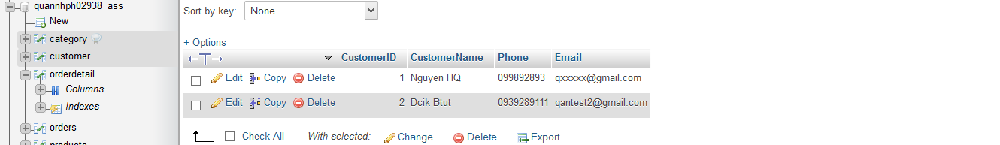 quannhph02938_ass
New
category
customer
orderdetail
Columns
Indexes
orders
products
Sort by key: None
+ Options
CustomerID CustomerName Phone Email
Edit Copy Delete 1 Nguyen HQ 099892893 qxxxxx@gmail.com
Edit Copy Delete 2 Dcik Btut 0939289111 qantest2@gmail.com
Check All With selected: Change Delete Export